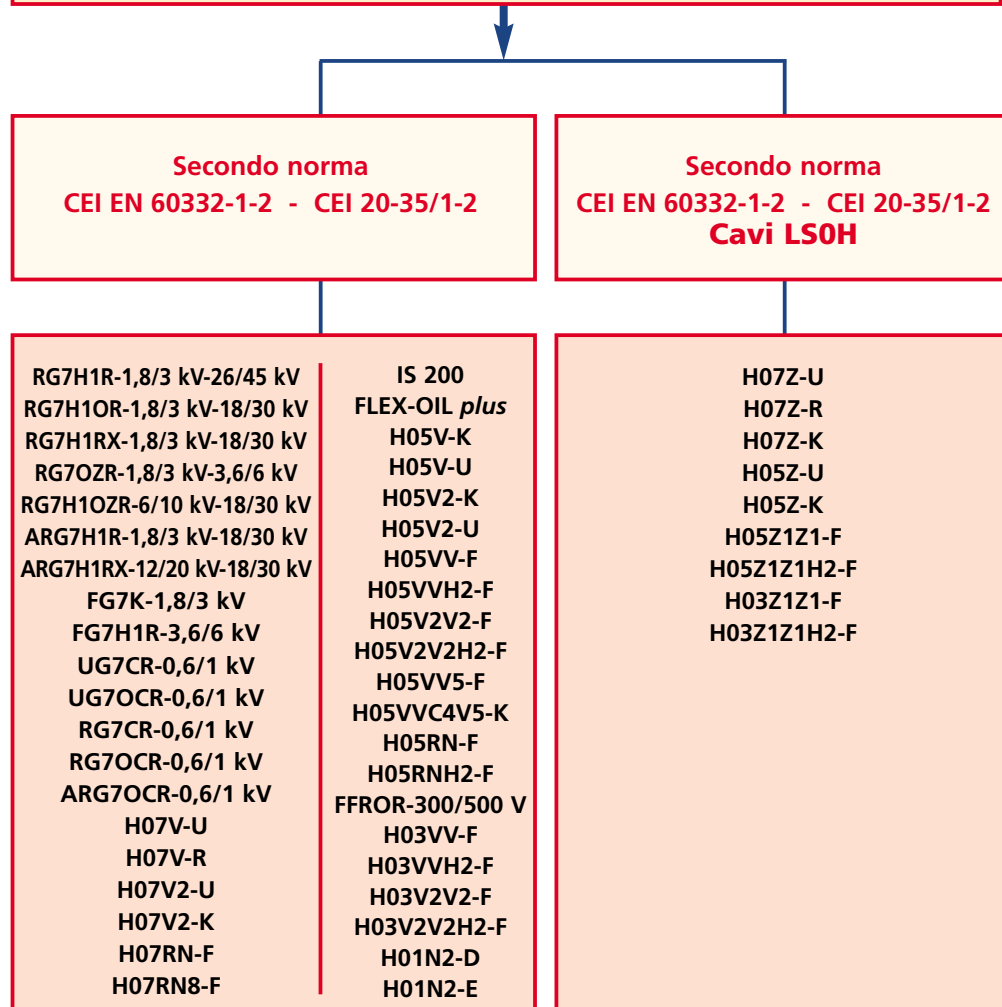 Secondo norma
CEI EN 60332-1-2 - CEI 20-35/1-2
Secondo norma
CEI EN 60332-1-2 - CEI 20-35/1-2
Cavi LS0H
RG7H1R-1,8/3 kV-26/45 kV
RG7H1OR-1,8/3 kV-18/30 kV
RG7H1RX-1,8/3 kV-18/30 kV
RG7OZR-1,8/3 kV-3,6/6 kV
RG7H1OZR-6/10 kV-18/30 kV
ARG7H1R-1,8/3 kV-18/30 kV
ARG7H1RX-12/20 kV-18/30 kV
FG7K-1,8/3 kV
FG7H1R-3,6/6 kV
UG7CR-0,6/1 kV
UG7OCR-0,6/1 kV
RG7CR-0,6/1 kV
RG7OCR-0,6/1 kV
ARG7OCR-0,6/1 kV
H07V-U
H07V-R
H07V2-U
H07V2-K
H07RN-F
H07RN8-F
IS 200
FLEX-OIL plus
H05V-K
H05V-U
H05V2-K
H05V2-U
H05VV-F
H05VVH2-F
H05V2V2-F
H05V2V2H2-F
H05VV5-F
H05VVC4V5-K
H05RN-F
H05RNH2-F
FFROR-300/500 V
H03VV-F
H03VVH2-F
H03V2V2-F
H03V2V2H2-F
H01N2-D
H01N2-E
H07Z-U
H07Z-R
H07Z-K
H05Z-U
H05Z-K
H05Z1Z1-F
H05Z1Z1H2-F
H03Z1Z1-F
H03Z1Z1H2-F